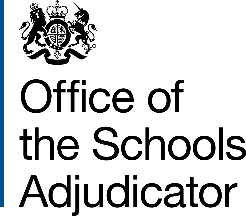 Office of
the Schools
Adjudicator